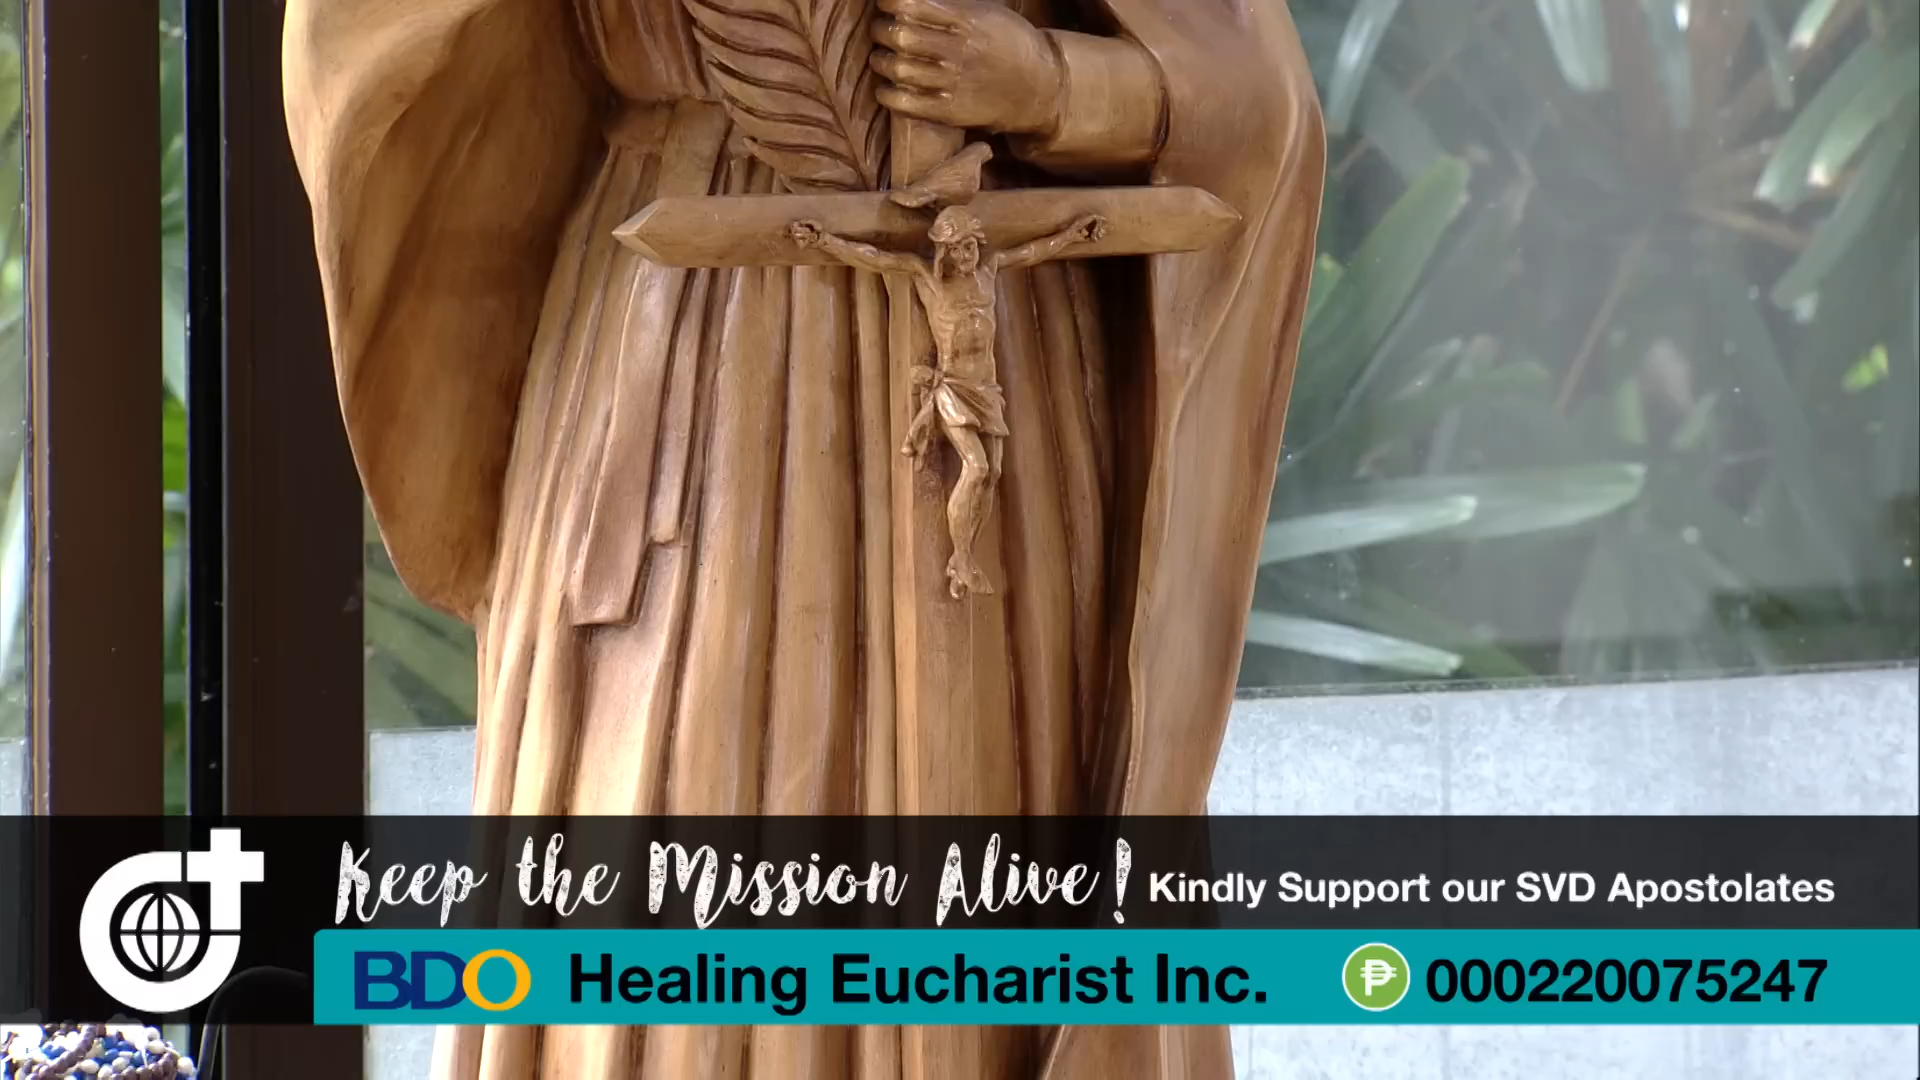 Keep the Mission Alive! Kindly Support our SVD Apostolates
BDO Healing Eucharist Inc. ₱ 000220075247